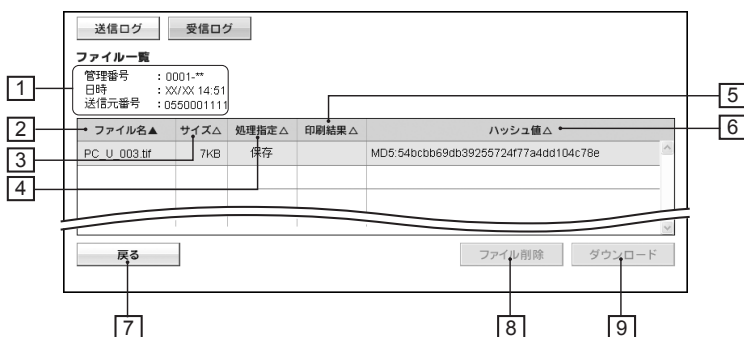 送信ログ 受信ログ
ファイル一覧
管理番号 : 0001-**
日時 : XX/XX 14:51
送信元番号 : 0550001111
1
5
2
ファイル名▲ サイズ△ 処理指定△ 印刷結果△ ハッシュ値△
6
3
PC_U_003.tif 7KB 保存 MD5:54bcbb69db39255724f77a4dd104c78e
4
戻る ファイル削除 ダウンロード
7 8 9